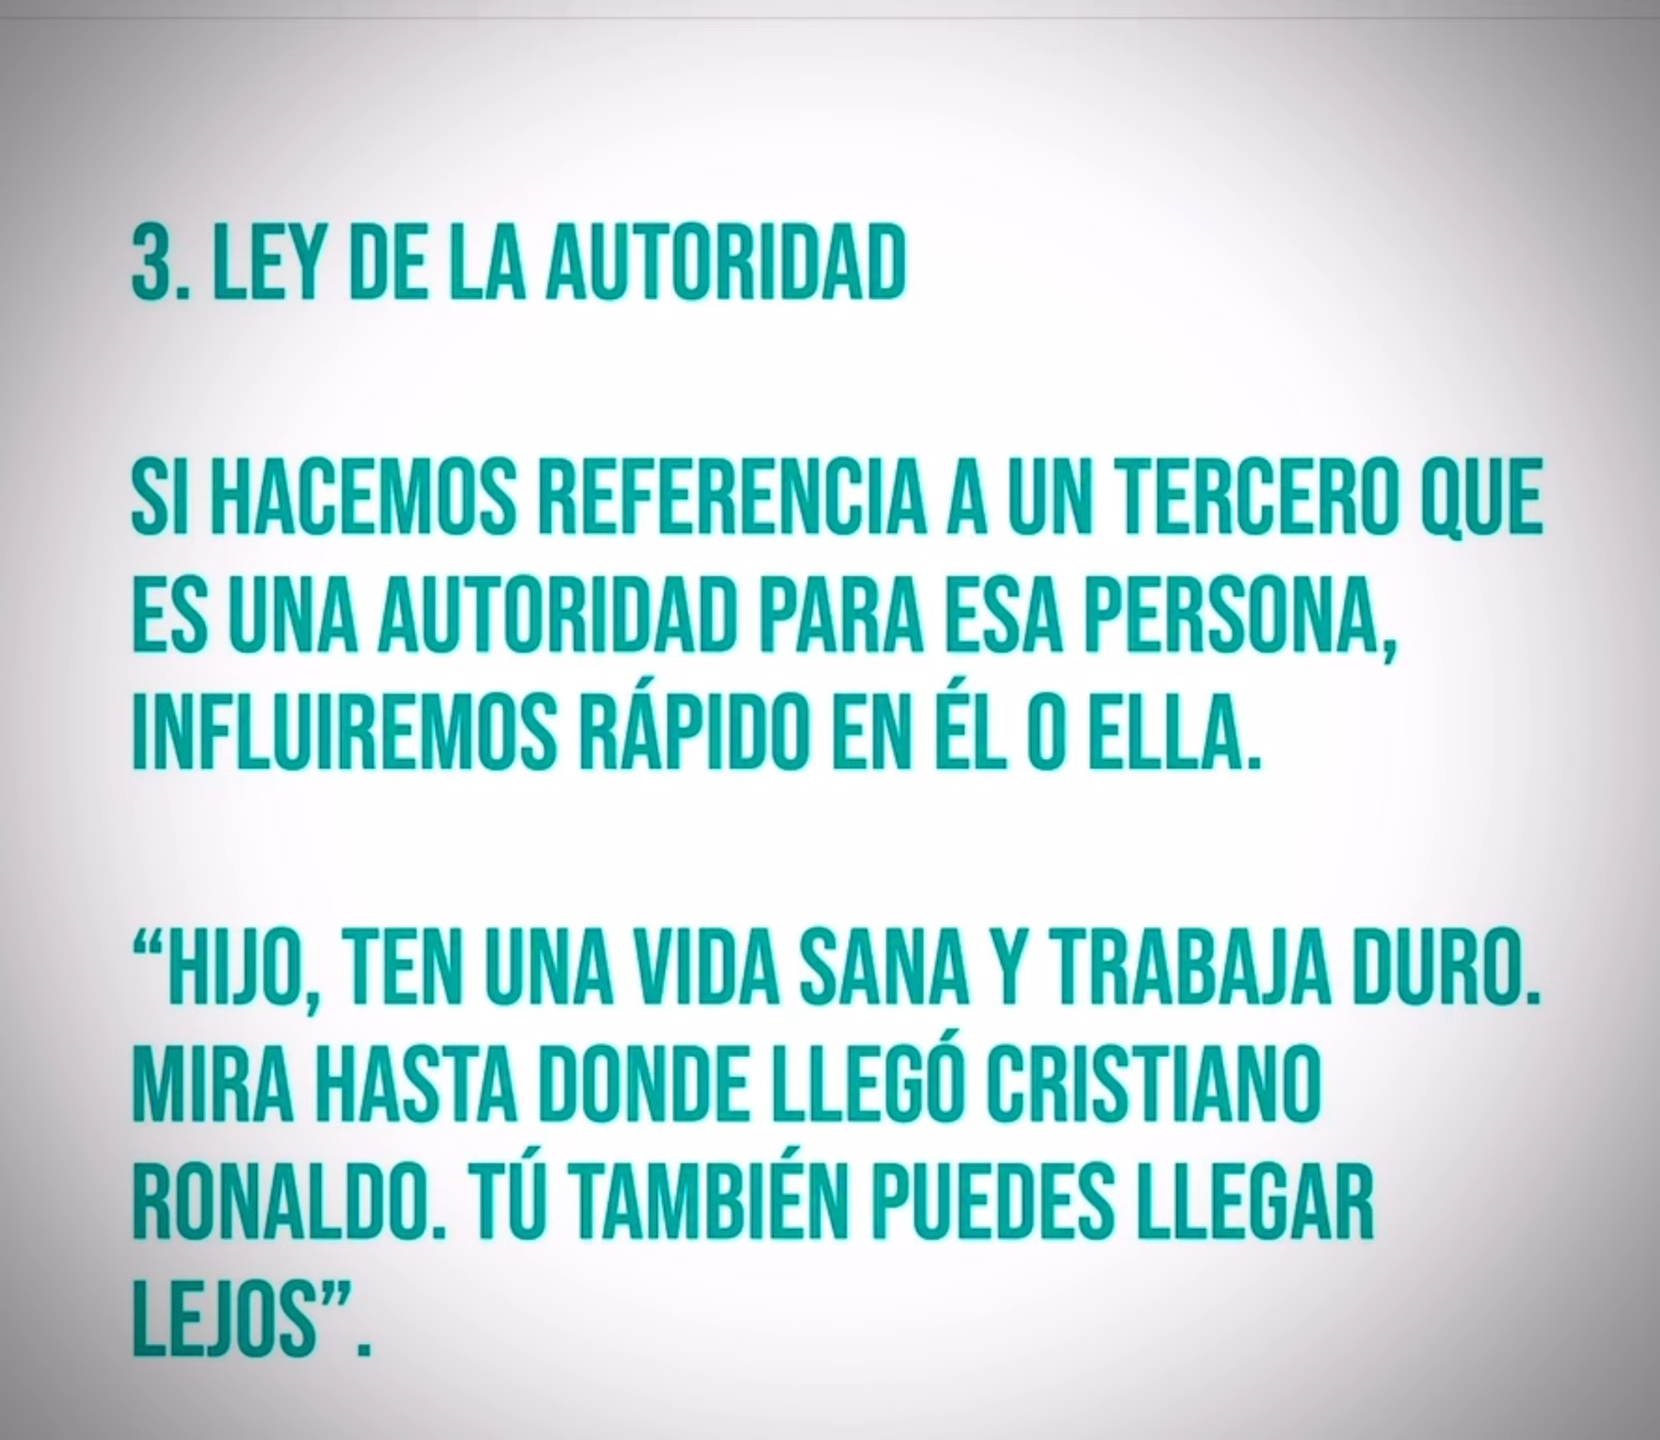 3. LEY DE LA AUTORIDAD
SI HACEMOS REFERENCIA A UN TERCERO QUE
ES UNA AUTORIDAD PARA ESA PERSONA,
INFLUIREMOS RÁPIDO EN ÉL O ELLA.
“HIJO, TEN UNA VIDA SANA Y TRABAJA DURO.
MIRA HASTA DONDE LLEGÓ CRISTIANO
RONALDO. TÚ TAMBIÉN PUEDES LLEGAR
LEJOS”.